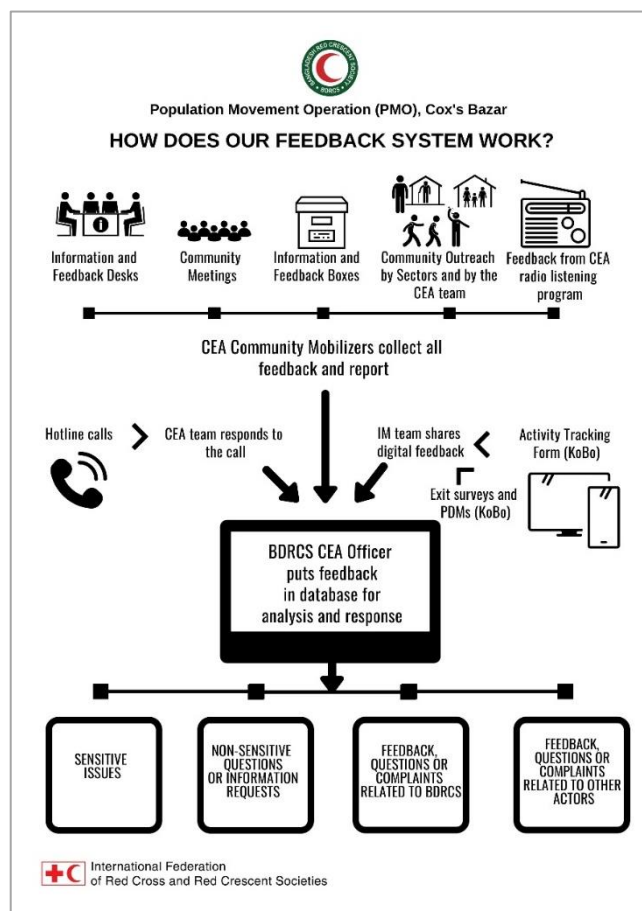 BANGLADESH RED CRESCENT SOCIETY
BDRCS
Population Movement Operation (PMO), Cox's Bazar
HOW DOES OUR FEEDBACK SYSTEM WORK?
Information and
Feedback Desks
Community
Meetings
Information and
Feedback Boxes
Community Outreach
by Sectors and by the
CEA team
Feedback from CEA
radio listening
program
CEA Community Mobilizers collect all
feedback and report
Hotline calls
CEA team responds to
the call
IM team shares
digital feedback
Activity Tracking
Form (KoBo)
Exit surveys and
PDMs (KoBo)
BDRCS CEA Officer
puts feedback
in database for
analysis and response
SENSITIVE
ISSUES
NON-SENSITIVE
QUESTIONS
OR INFORMATION
REQUESTS
FEEDBACK,
QUESTIONS OR
COMPLAINTS
RELATED TO BDRCS
FEEDBACK,
QUESTIONS OR
COMPLAINTS
RELATED TO OTHER
ACTORS
International Federation
of Red Cross and Red Crescent Societies